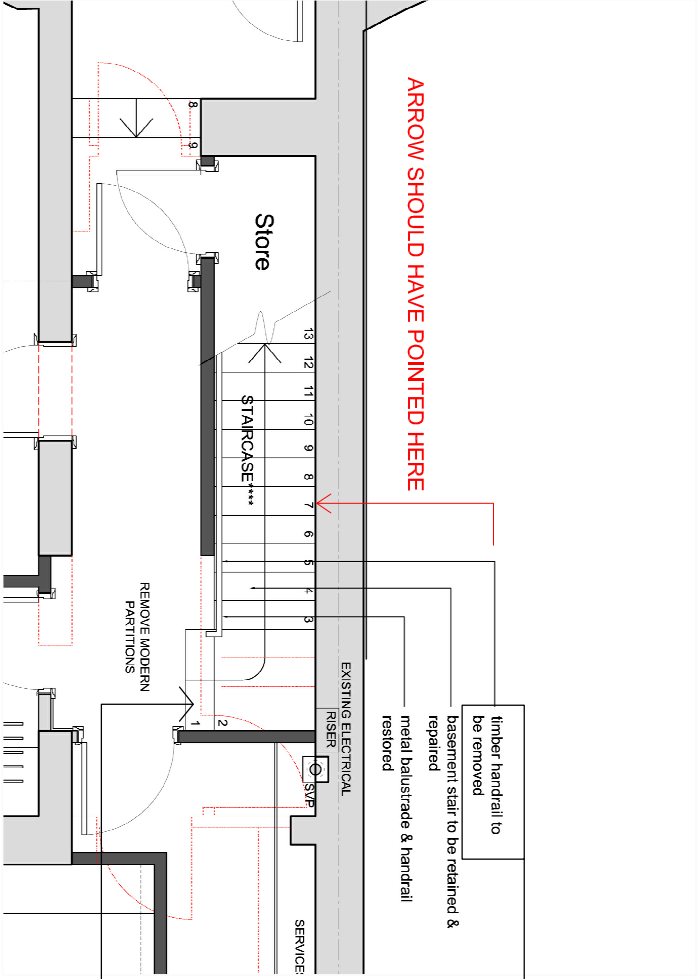 ARROW SHOULD HAVE POINTED HERE
timber handrail to
be removed
basement stair to be retained &
repaired
metal balustrade & handrail
restored
EXISTING ELECTRICAL
RISER
SVP
SERVICE
8
9
Store
13
12
11
10
9
8
7
6
5
4
3
2
1
STAIRCASE****
REMOVE MODERN
PARTITIONS